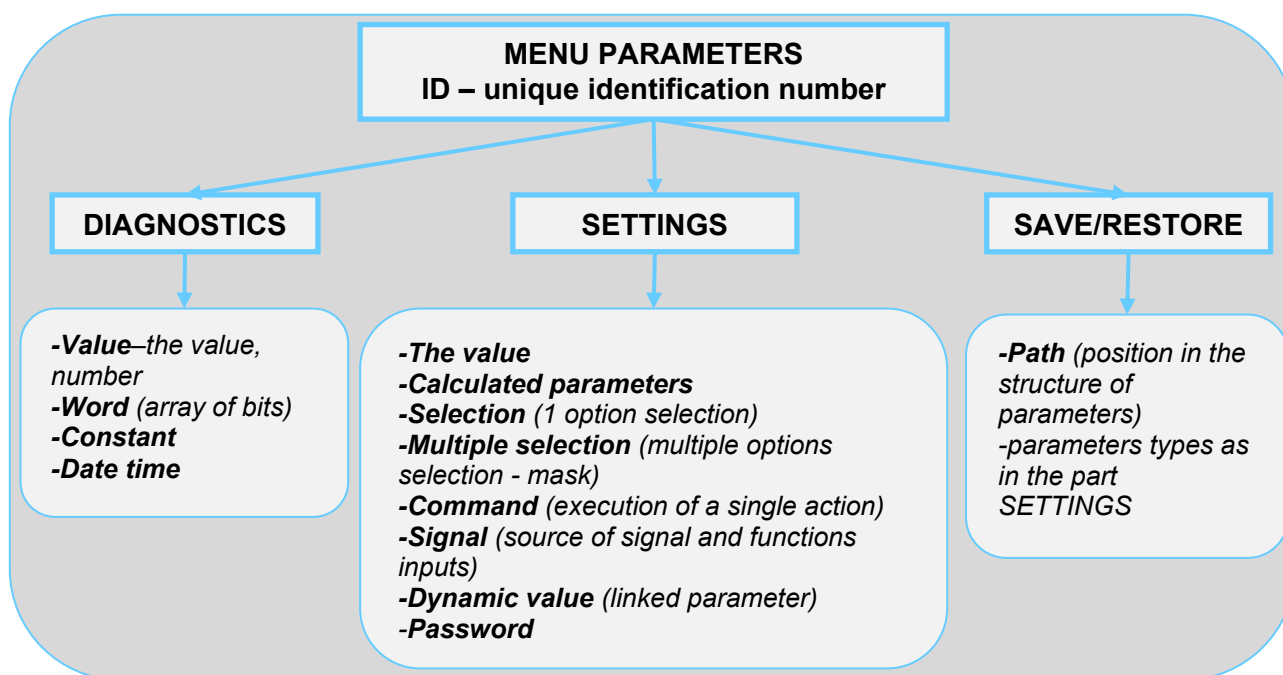 MENU PARAMETERS
ID – unique identification number
DIAGNOSTICS
SETTINGS
SAVE/RESTORE
-Value–the value,
number
-Word (array of bits)
-Constant
-Date time
-The value
-Calculated parameters
-Selection (1 option selection)
-Multiple selection (multiple options
selection - mask)
-Command (execution of a single action)
-Signal (source of signal and functions
inputs)
-Dynamic value (linked parameter)
-Password
-Path (position in the
structure of
parameters)
-parameters types as
in the part
SETTINGS